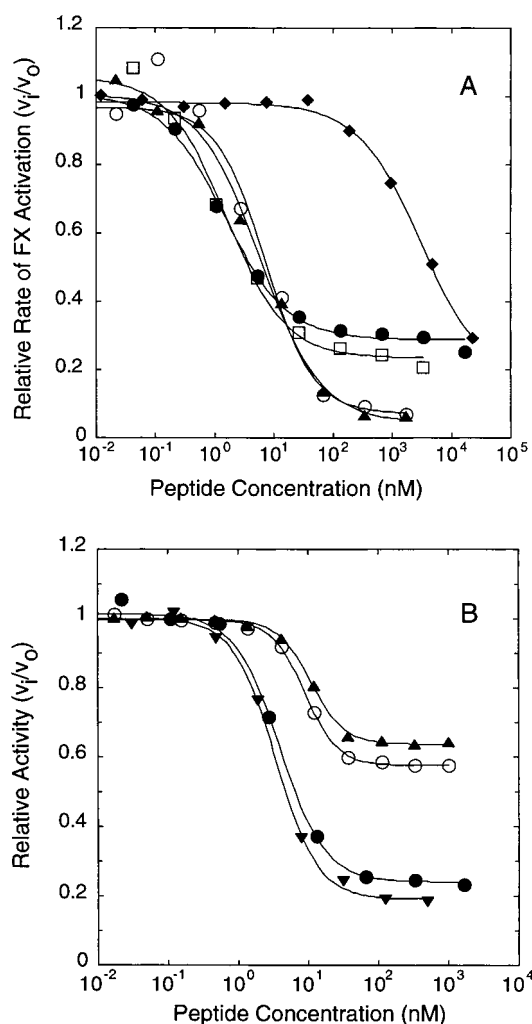 A
Relative Rate of FX Activation (vᵢ/vₒ)
1.2
1
0.8
0.6
0.4
0.2
0
10⁻² 10⁻¹ 10⁰ 10¹ 10² 10³ 10⁴ 10⁵
Peptide Concentration (nM)
B
Relative Activity (vᵢ/vₒ)
1.2
1
0.8
0.6
0.4
0.2
0
10⁻² 10⁻¹ 10⁰ 10¹ 10² 10³ 10⁴
Peptide Concentration (nM)